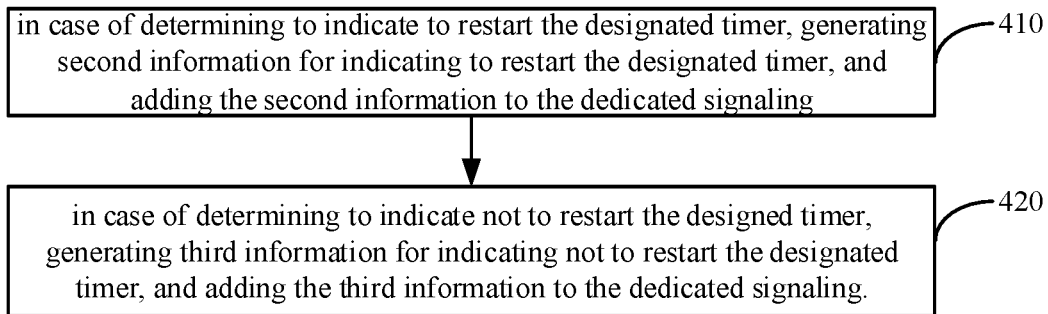 in case of determining to indicate to restart the designated timer, generating
second information for indicating to restart the designated timer, and
adding the second information to the dedicated signaling
410
in case of determining to indicate not to restart the designed timer,
generating third information for indicating not to restart the designated
timer, and adding the third information to the dedicated signaling.
420